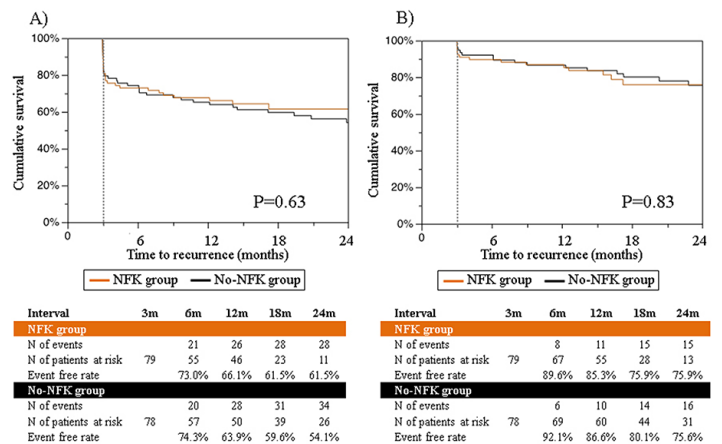 A)
100%
80%
60%
40%
20%
0%
Cumulative survival
P=0.63
0 6 12 18 24
Time to recurrence (months)
NFK group No-NFK group
Interval 3m 6m 12m 18m 24m
NFK group
N of events 21 26 28 28
N of patients at risk 79 55 46 23 11
Event free rate 73.0% 66.1% 61.5% 61.5%
No-NFK group
N of events 20 28 31 34
N of patients at risk 78 57 50 39 26
Event free rate 74.3% 63.9% 59.6% 54.1%
B)
100%
80%
60%
40%
20%
0%
Cumulative survival
P=0.83
0 6 12 18 24
Time to recurrence (months)
NFK group No-NFK group
Interval 3m 6m 12m 18m 24m
NFK group
N of events 8 11 15 15
N of patients at risk 79 67 55 28 13
Event free rate 89.6% 85.3% 75.9% 75.9%
No-NFK group
N of events 6 10 14 16
N of patients at risk 78 69 60 44 31
Event free rate 92.1% 86.6% 80.1% 75.6%